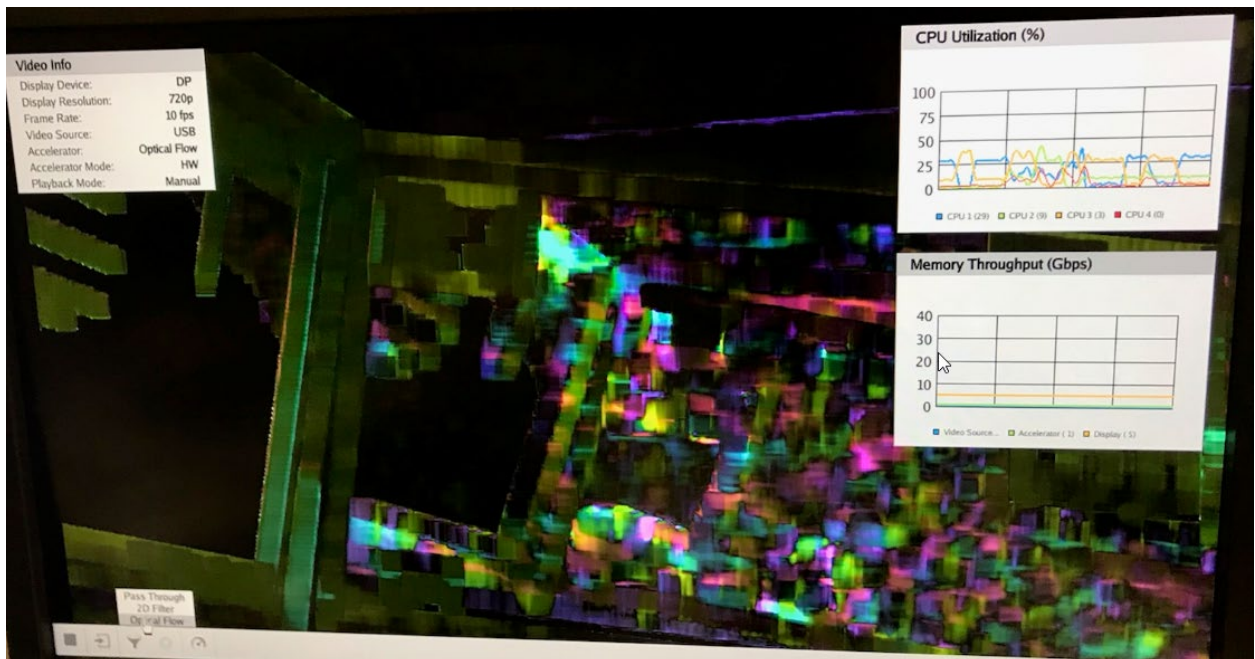 Video Info
Display Device: DP
Display Resolution: 720p
Frame Rate: 10 fps
Video Source: USB
Accelerator: Optical Flow
Accelerator Mode: HW
Playback Mode: Manual
CPU Utilization (%)
100
75
50
25
0
CPU 1 (29) CPU 2 (9) CPU 3 (3) CPU 4 (0)
Memory Throughput (Gbps)
40
30
20
10
0
Video Source... Accelerator ( 1) Display ( 5)
Pass Through
2D Filter
Optical Flow